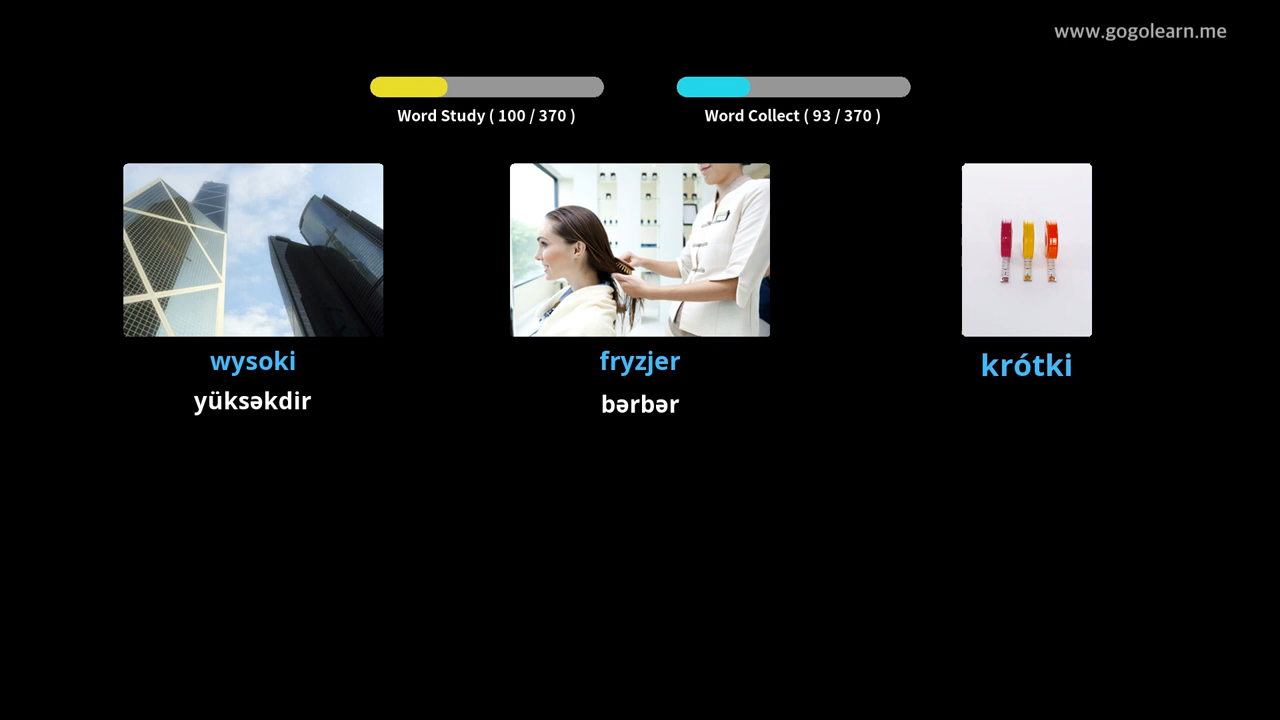 www.gogolearn.me
Word Study ( 100 / 370 )
Word Collect ( 93 / 370 )
wysoki
fryzjer
krótki
yüksəkdir
bərbər